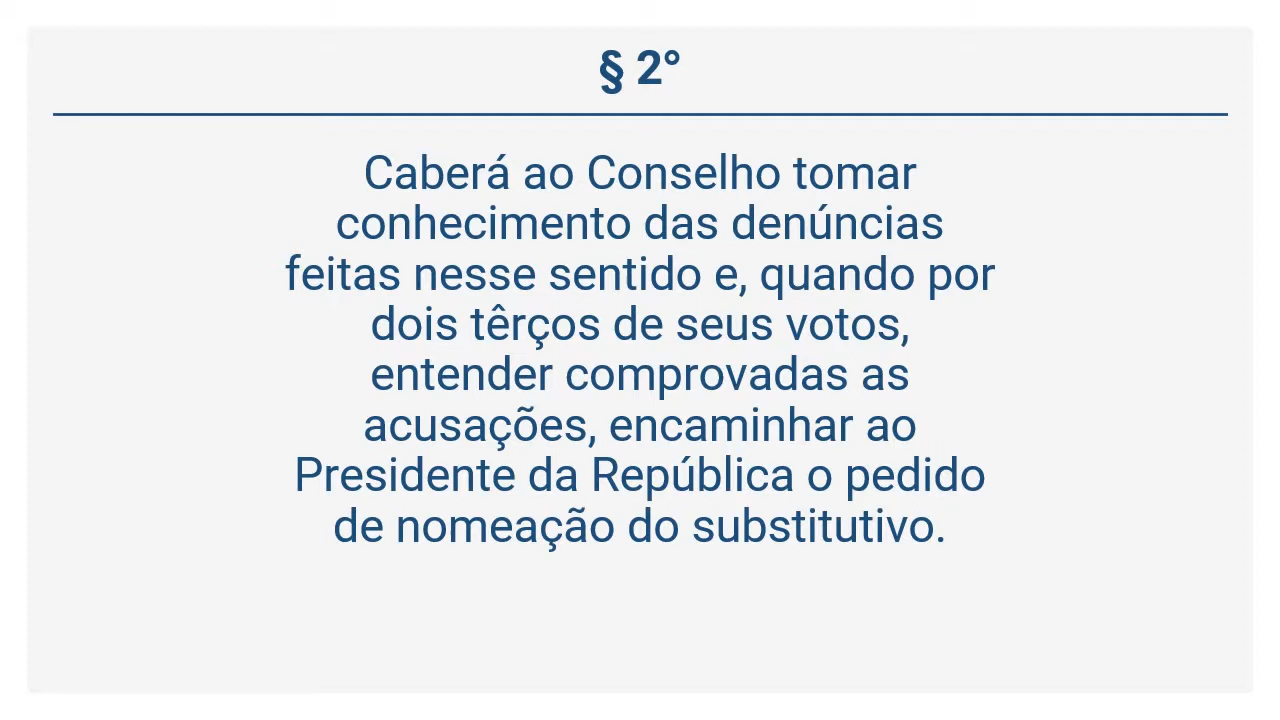 § 2°
Caberá ao Conselho tomar
conhecimento das denúncias
feitas nesse sentido e, quando por
dois têrços de seus votos,
entender comprovadas as
acusações, encaminhar ao
Presidente da República o pedido
de nomeação do substitutivo.